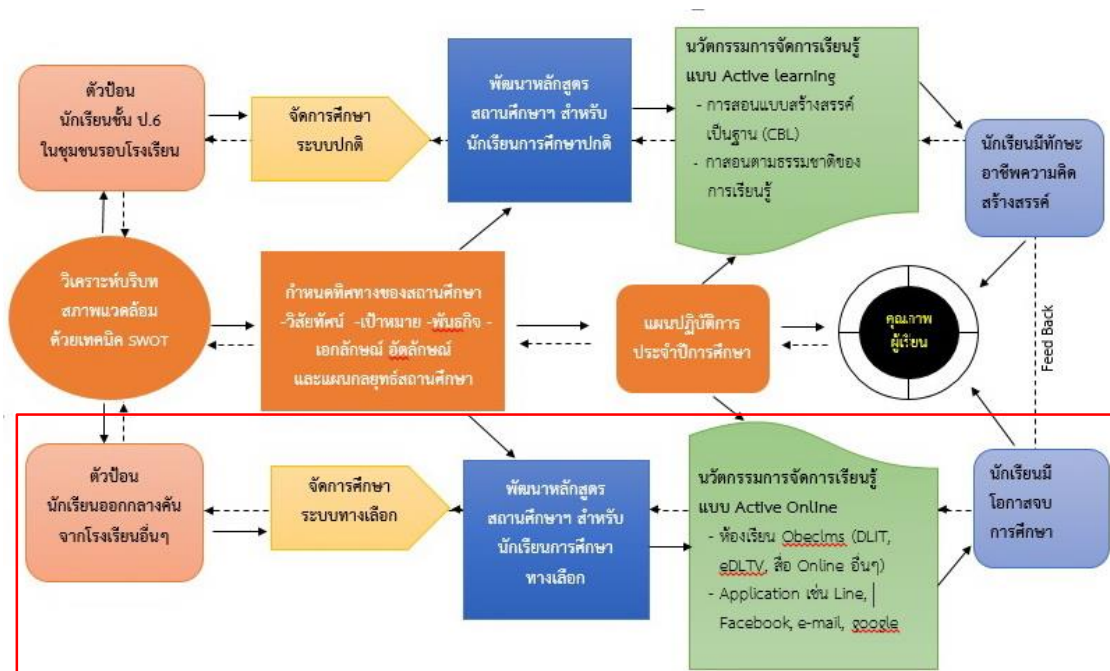 ตัวป้อน
นักเรียนชั้น ป.6
ในชุมชนรอบโรงเรียน
จัดการศึกษา
ระบบปกติ
พัฒนาหลักสูตร
สถานศึกษาฯ สำหรับ
นักเรียนการศึกษาปกติ
นวัตกรรมการจัดการเรียนรู้
แบบ Active learning
- การสอนแบบสร้างสรรค์
เป็นฐาน (CBL)
- กาสอนตามธรรมชาติของ
การเรียนรู้
นักเรียนมีทักษะ
อาชีพความคิด
สร้างสรรค์
วิเคราะห์บริบท
สภาพแวดล้อม
ด้วยเทคนิค SWOT
กำหนดทิศทางของสถานศึกษา
-วิสัยทัศน์ -เป้าหมาย -พันธกิจ -
เอกลักษณ์ อัตลักษณ์
และแผนกลยุทธ์สถานศึกษา
แผนปฏิบัติการ
ประจำปีการศึกษา
คุณภาพ
ผู้เรียน
Feed Back
ตัวป้อน
นักเรียนออกกลางคัน
จากโรงเรียนอื่นๆ
จัดการศึกษา
ระบบทางเลือก
พัฒนาหลักสูตร
สถานศึกษาฯ สำหรับ
นักเรียนการศึกษา
ทางเลือก
นวัตกรรมการจัดการเรียนรู้
แบบ Active Online
- ห้องเรียน Obeclms (DLIT,
eDLTV, สื่อ Online อื่นๆ)
- Application เช่น Line,
Facebook, e-mail, google
นักเรียนมี
โอกาสจบ
การศึกษา